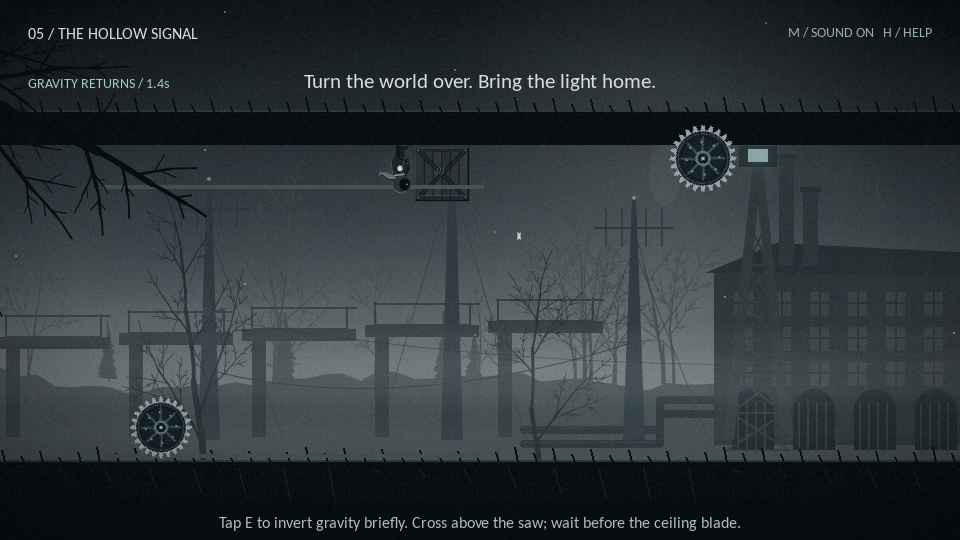 05 / THE HOLLOW SIGNAL
M / SOUND ON H / HELP
GRAVITY RETURNS / 1.4s
Turn the world over. Bring the light home.
Tap E to invert gravity briefly. Cross above the saw; wait before the ceiling blade.